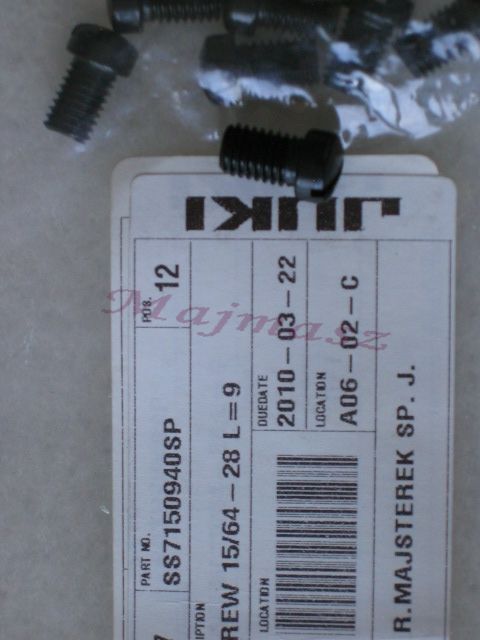 JUKI
POS. 12
PART NO. SS7150940SP
DUEDATE
2010-03-22
LOCATION
A06-02-C
IPTION
REW 15/64-28 L=9
LOCATION
R.MAJSTEREK SP. J.
Majmasz